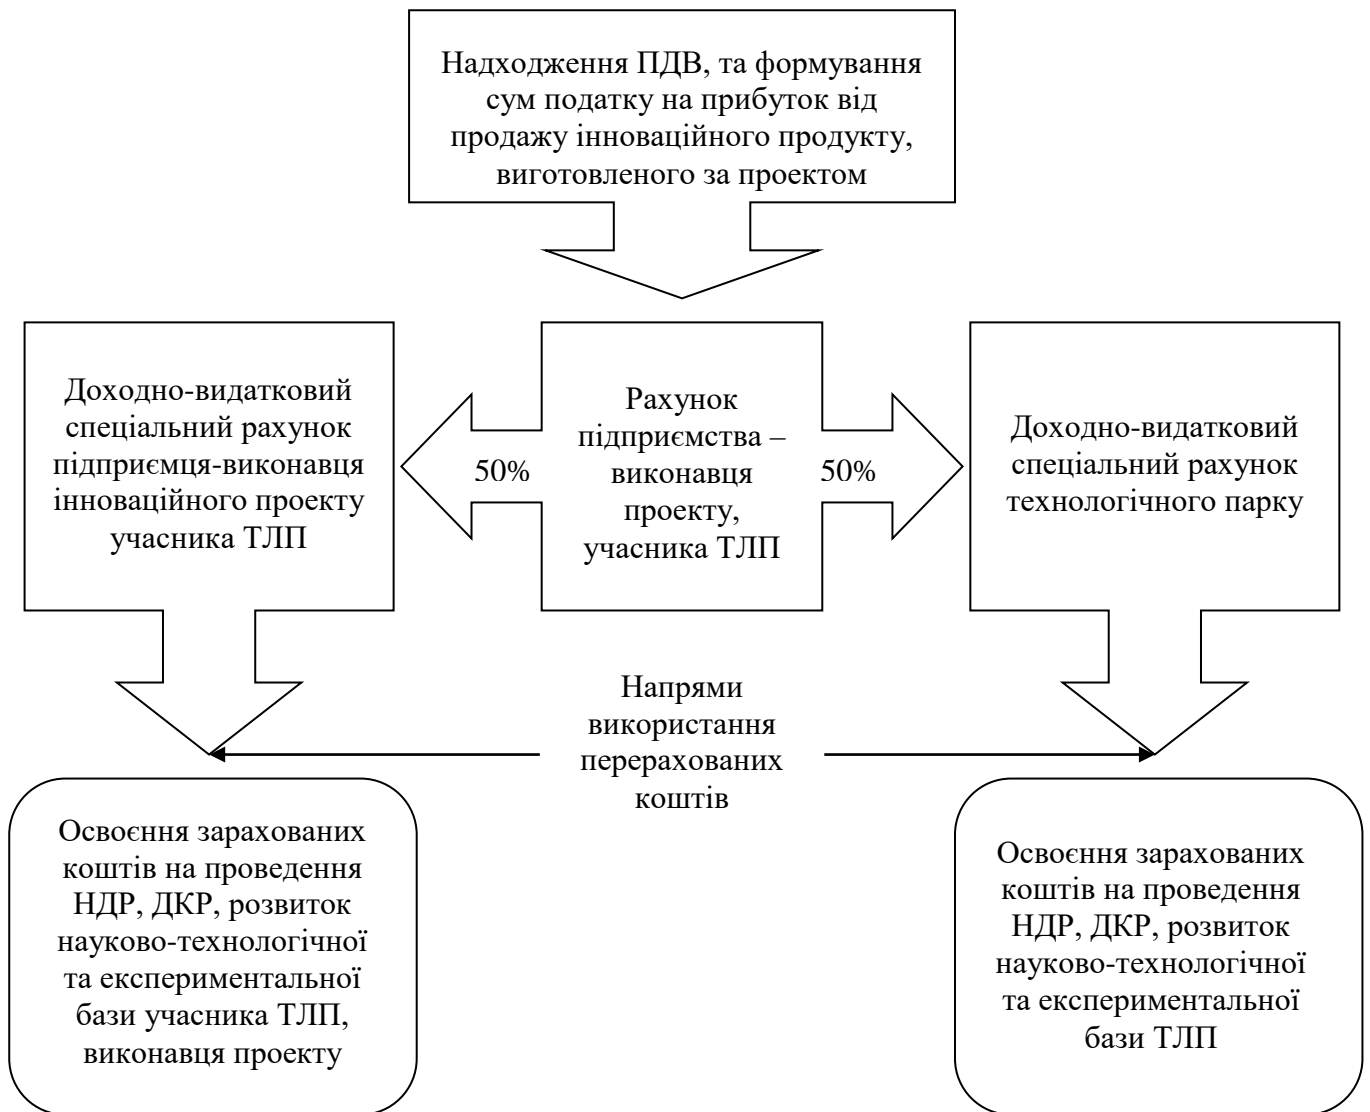 Надходження ПДВ, та формування
сум податку на прибуток від
продажу інноваційного продукту,
виготовленого за проектом
Доходно-видатковий
спеціальний рахунок
підприємця-виконавця
інноваційного проекту
учасника ТЛП
50%
Рахунок
підприємства –
виконавця
проекту,
учасника ТЛП
50%
Доходно-видатковий
спеціальний рахунок
технологічного парку
Напрями
використання
перерахованих
коштів
Освоєння зарахованих
коштів на проведення
НДР, ДКР, розвиток
науково-технологічної
та експериментальної
бази учасника ТЛП,
виконавця проекту
Освоєння зарахованих
коштів на проведення
НДР, ДКР, розвиток
науково-технологічної
та експериментальної
бази ТЛП